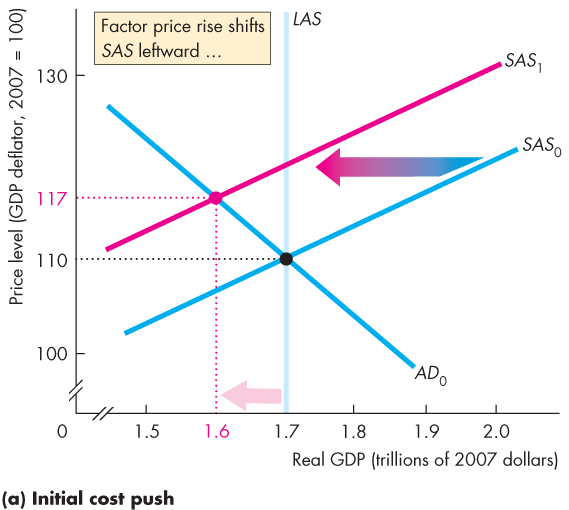 Factor price rise shifts
SAS leftward ...
LAS
Price level (GDP deflator, 2007 = 100)
130
SAS1
SAS0
117
110
100
AD0
0
1.5
1.6
1.7
1.8
1.9
2.0
Real GDP (trillions of 2007 dollars)
(a) Initial cost push